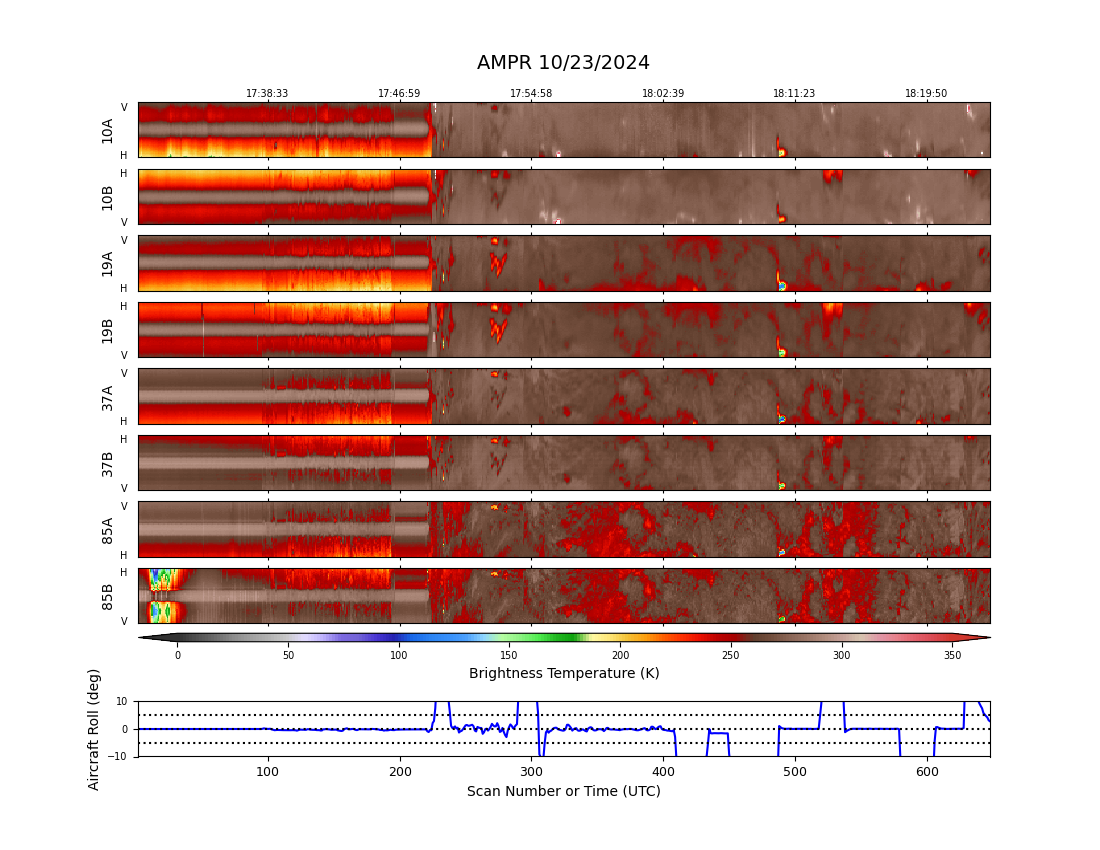 AMPR 10/23/2024
17:38:33 17:46:59 17:54:58 18:02:39 18:11:23 18:19:50
V
10A
H
H
10B
V
V
19A
H
H
19B
V
V
37A
H
H
37B
V
V
85A
H
H
85B
V
0 50 100 150 200 250 300 350
Brightness Temperature (K)
Aircraft Roll (deg)
10
0
−10
100 200 300 400 500 600
Scan Number or Time (UTC)